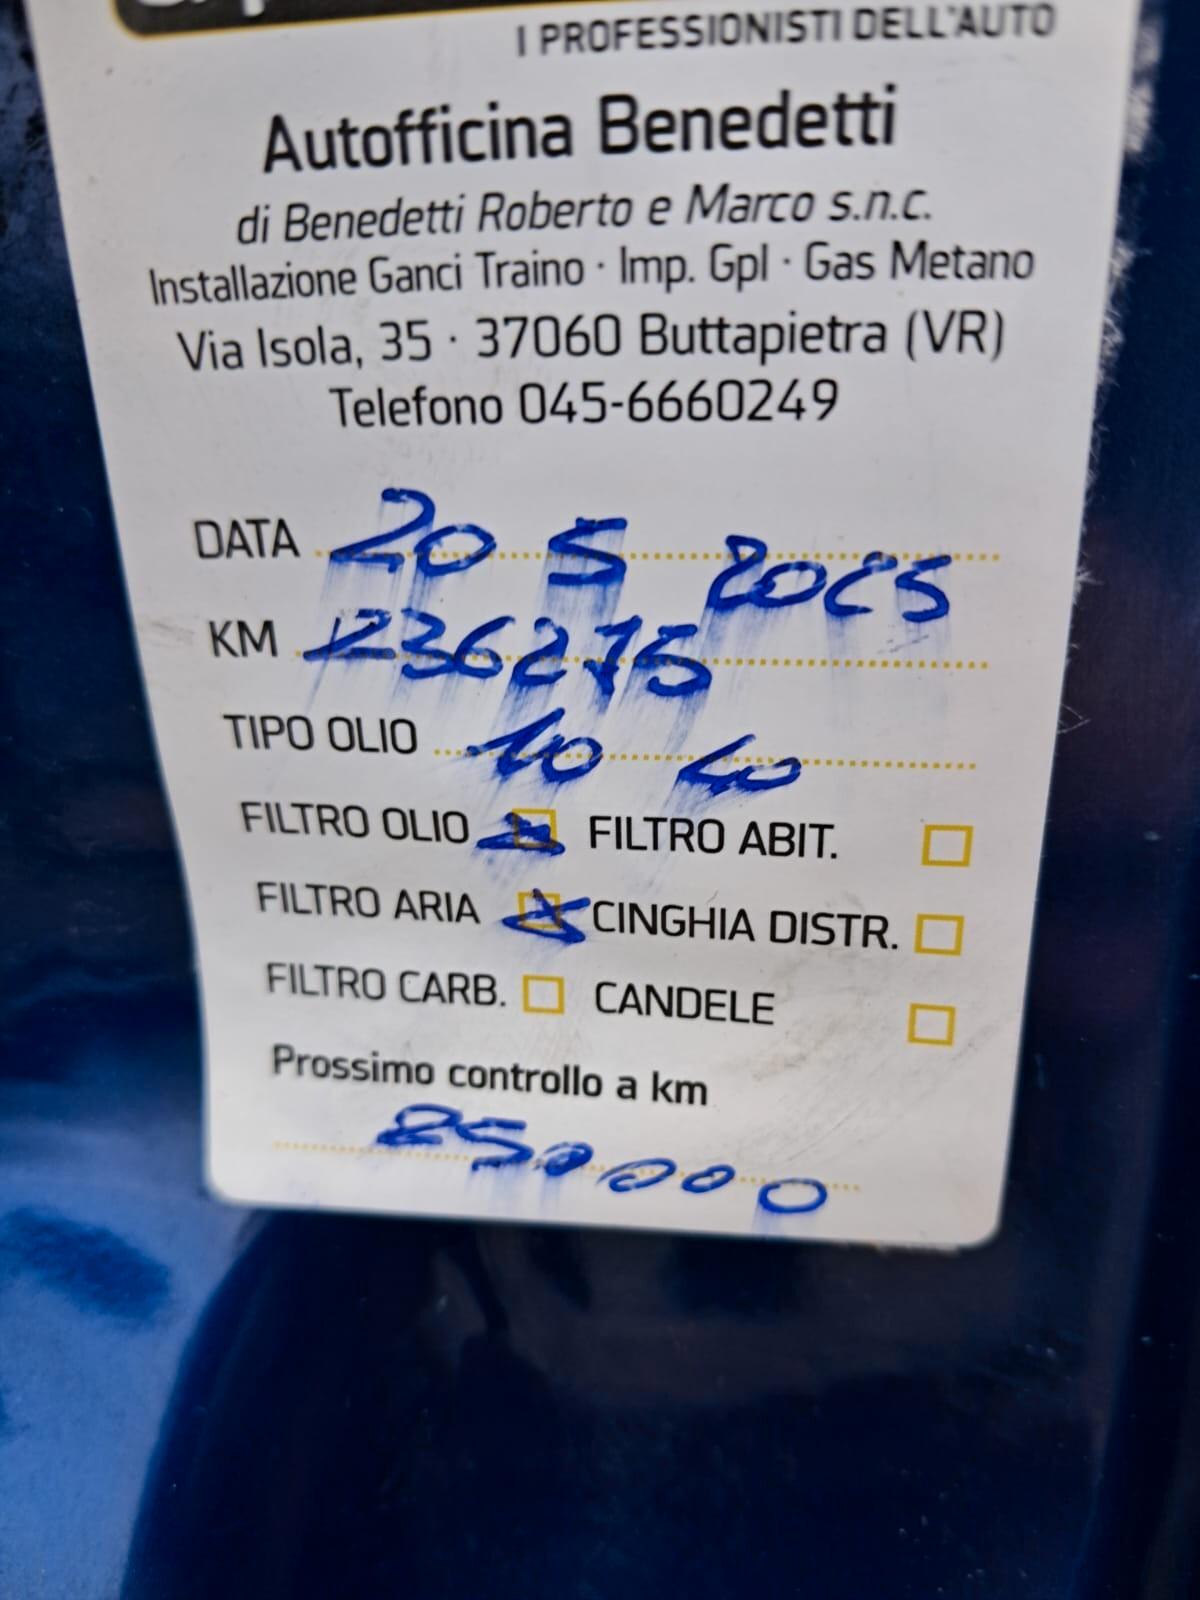 I PROFESSIONISTI DELL'AUTO
Autofficina Benedetti
di Benedetti Roberto e Marco s.n.c.
Installazione Ganci Traino · Imp. Gpl · Gas Metano
Via Isola, 35 · 37060 Buttapietra (VR)
Telefono 045-6660249
DATA 20 5 2025
KM 236275
TIPO OLIO 10 40
FILTRO OLIO FILTRO ABIT.
FILTRO ARIA CINGHIA DISTR.
FILTRO CARB. CANDELE
Prossimo controllo a km
250000